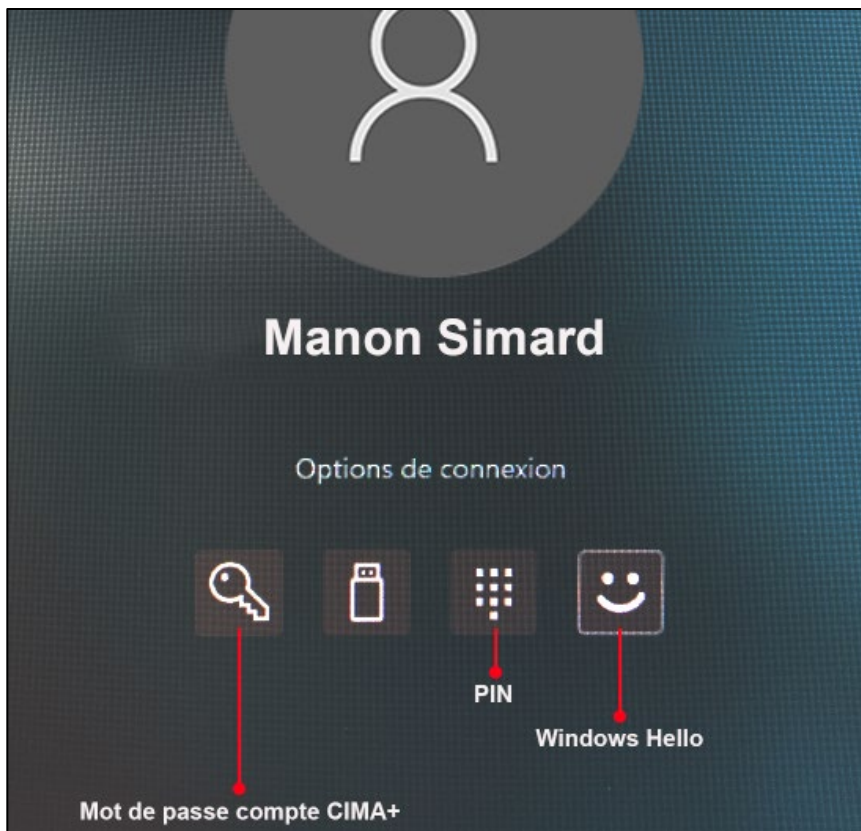 Manon Simard
Options de connexion
PIN
Windows Hello
Mot de passe compte CIMA+